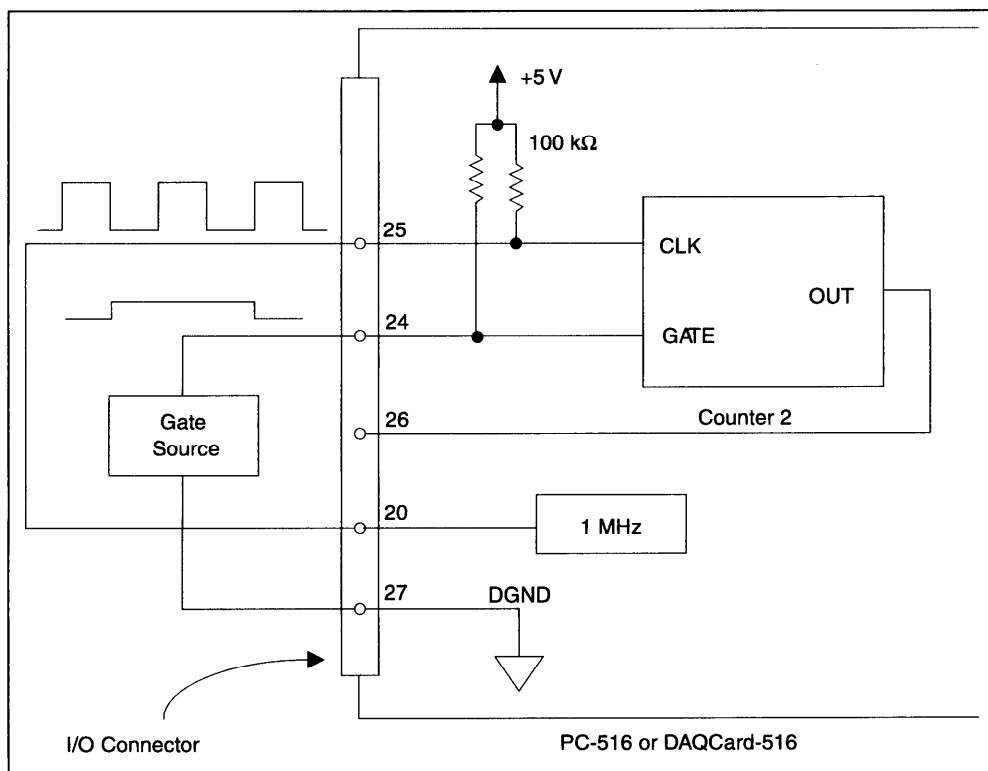 +5 V
100 kΩ
25
CLK
OUT
24
GATE
Gate
Source
26
Counter 2
20
1 MHz
27
DGND
I/O Connector
PC-516 or DAQCard-516